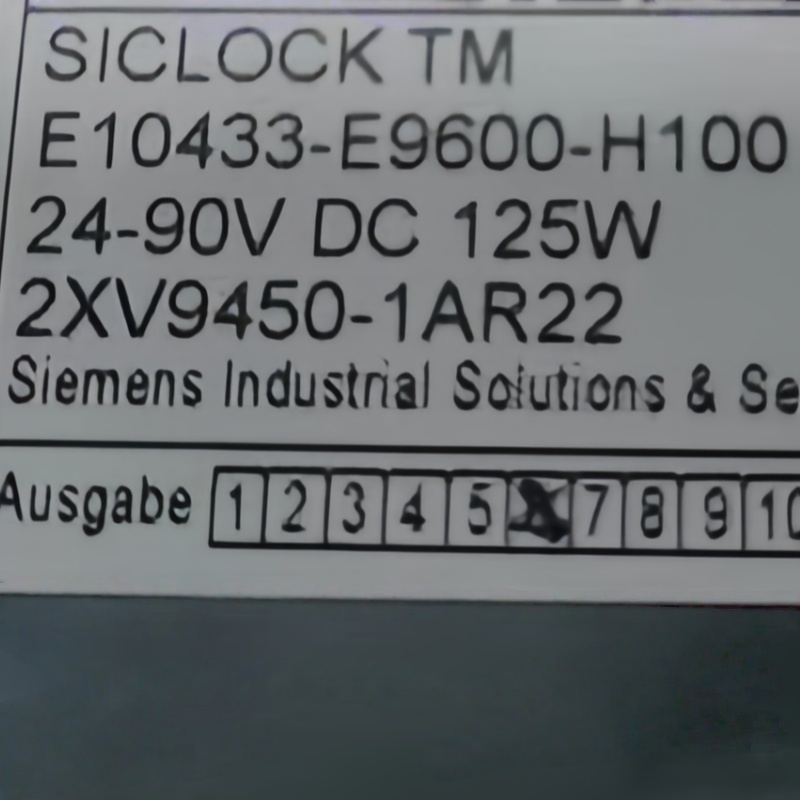 SICLOCK TM
E10433-E9600-H100
24-90V DC 125W
2XV9450-1AR22
Siemens Industrial Solutions & Se
Ausgabe 1 2 3 4 5 7 8 9 10